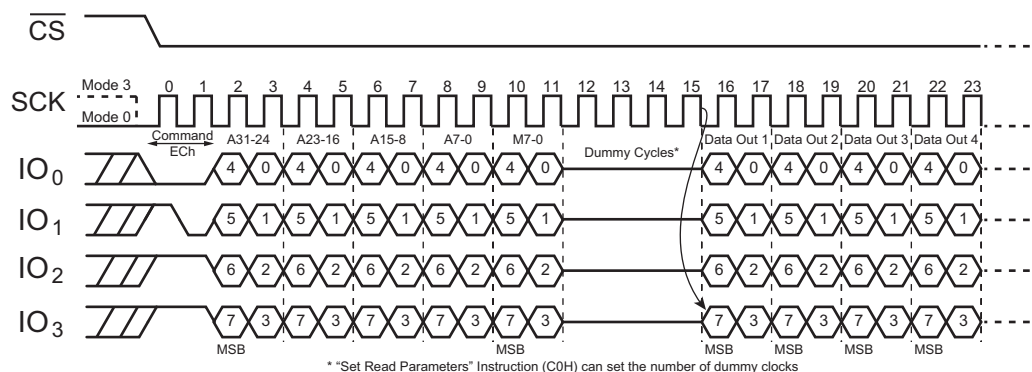 CS
Mode 3
SCK
Mode 0
0 1 2 3 4 5 6 7 8 9 10 11 12 13 14 15 16 17 18 19 20 21 22 23
Command
ECh
A31-24 A23-16 A15-8 A7-0 M7-0 Dummy Cycles* Data Out 1 Data Out 2 Data Out 3 Data Out 4
IO0 4 0 4 0 4 0 4 0 4 0 4 0 4 0 4 0 4 0
IO1 5 1 5 1 5 1 5 1 5 1 5 1 5 1 5 1 5 1
IO2 6 2 6 2 6 2 6 2 6 2 6 2 6 2 6 2 6 2
IO3 7 3 7 3 7 3 7 3 7 3 7 3 7 3 7 3 7 3
MSB MSB MSB MSB MSB MSB
* "Set Read Parameters" Instruction (C0H) can set the number of dummy clocks